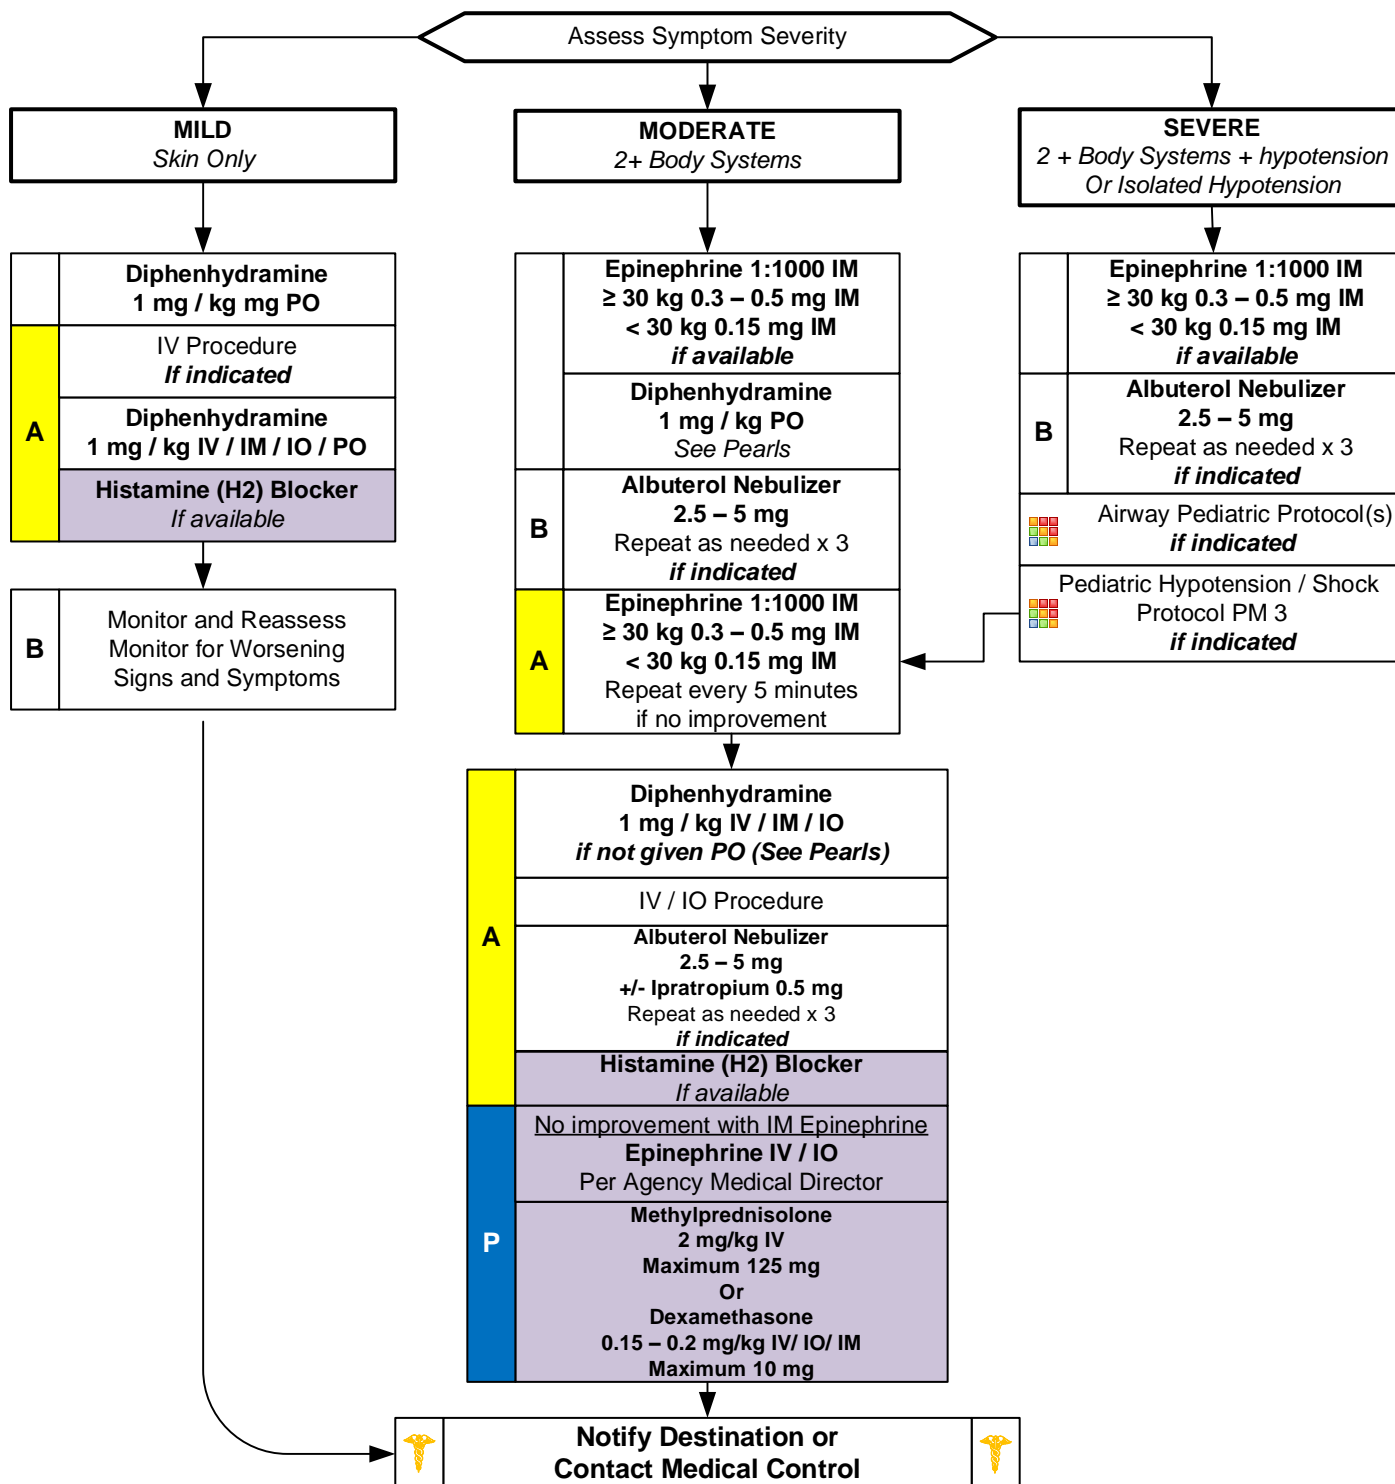 Assess Symptom Severity
MILD
Skin Only
Diphenhydramine
1 mg / kg mg PO
A
IV Procedure
If indicated
Diphenhydramine
1 mg / kg IV / IM / IO / PO
Histamine (H2) Blocker
If available
B
Monitor and Reassess
Monitor for Worsening
Signs and Symptoms
MODERATE
2+ Body Systems
Epinephrine 1:1000 IM
≥ 30 kg 0.3 – 0.5 mg IM
< 30 kg 0.15 mg IM
if available
Diphenhydramine
1 mg / kg PO
See Pearls
B
Albuterol Nebulizer
2.5 – 5 mg
Repeat as needed x 3
if indicated
A
Epinephrine 1:1000 IM
≥ 30 kg 0.3 – 0.5 mg IM
< 30 kg 0.15 mg IM
Repeat every 5 minutes
if no improvement
SEVERE
2 + Body Systems + hypotension
Or Isolated Hypotension
Epinephrine 1:1000 IM
≥ 30 kg 0.3 – 0.5 mg IM
< 30 kg 0.15 mg IM
if available
B
Albuterol Nebulizer
2.5 – 5 mg
Repeat as needed x 3
if indicated
Airway Pediatric Protocol(s)
if indicated
Pediatric Hypotension / Shock
Protocol PM 3
if indicated
A
Diphenhydramine
1 mg / kg IV / IM / IO
if not given PO (See Pearls)
IV / IO Procedure
Albuterol Nebulizer
2.5 – 5 mg
+/- Ipratropium 0.5 mg
Repeat as needed x 3
if indicated
Histamine (H2) Blocker
If available
P
No improvement with IM Epinephrine
Epinephrine IV / IO
Per Agency Medical Director
Methylprednisolone
2 mg/kg IV
Maximum 125 mg
Or
Dexamethasone
0.15 – 0.2 mg/kg IV/ IO/ IM
Maximum 10 mg
Notify Destination or
Contact Medical Control